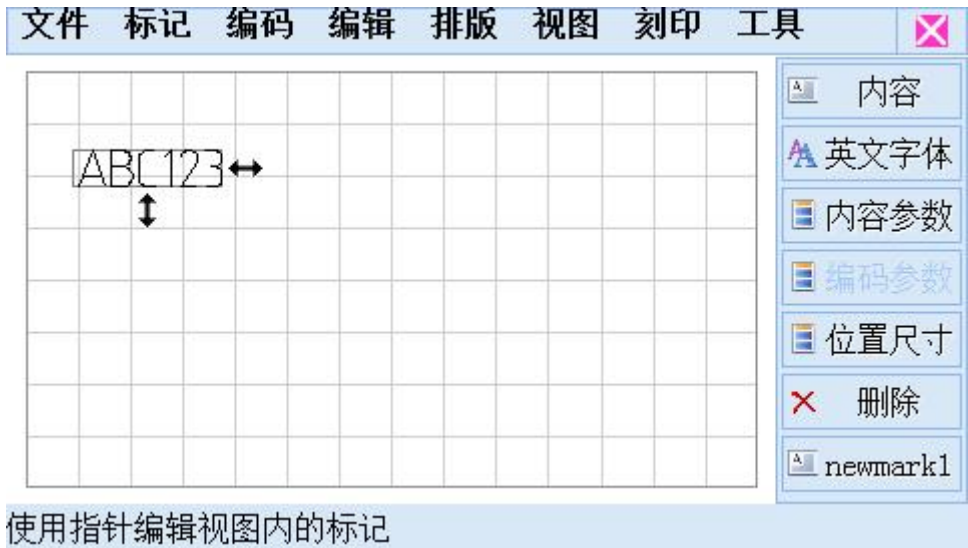 文件 标记 编码 编辑 排版 视图 刻印 工具
内容
ABC123
英文字体
内容参数
编码参数
位置尺寸
删除
newmark1
使用指针编辑视图内的标记